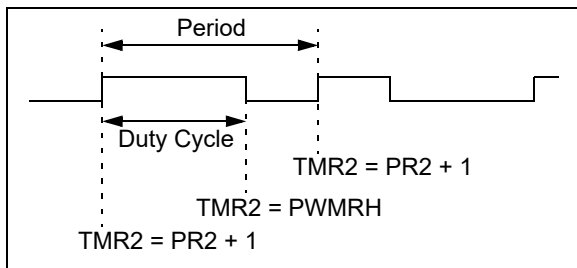 Period
Duty Cycle
TMR2 = PR2 + 1
TMR2 = PWMRH
TMR2 = PR2 + 1